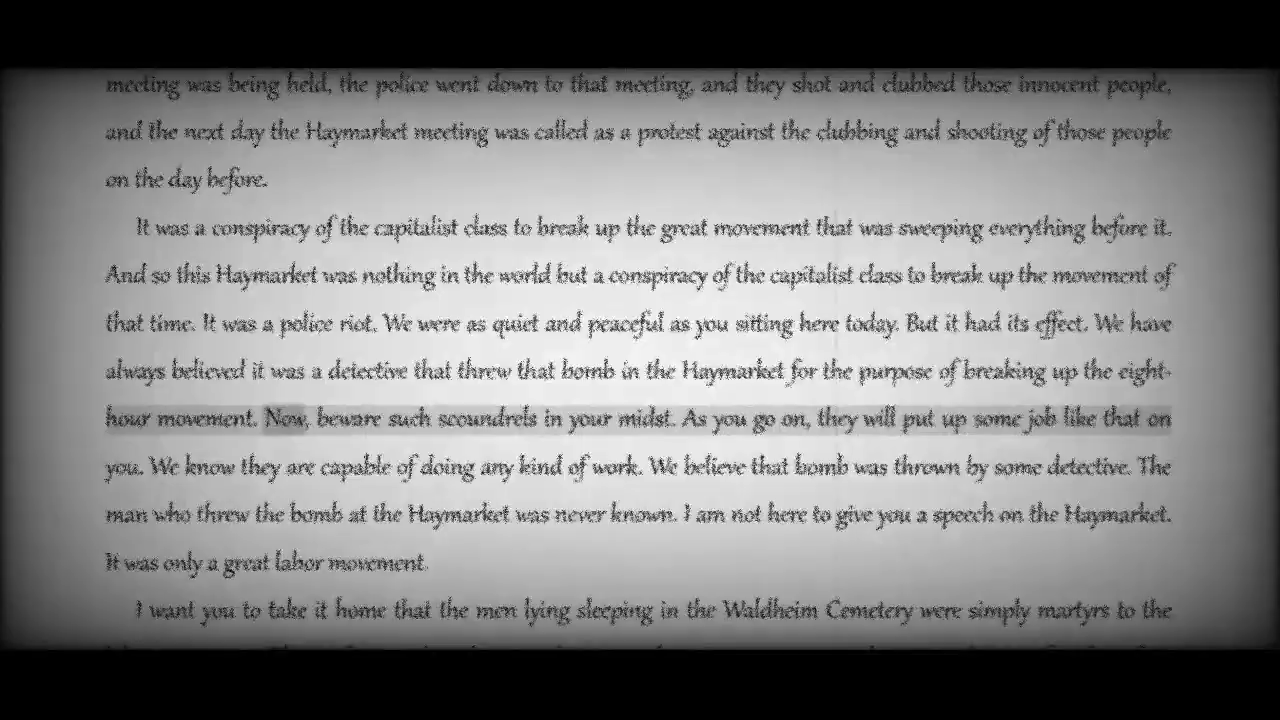 meeting was being held, the police went down to that meeting, and they shot and clubbed those innocent people,
and the next day the Haymarket meeting was called as a protest against the clubbing and shooting of those people
on the day before.
It was a conspiracy of the capitalist class to break up the great movement that was sweeping everything before it.
And so this Haymarket was nothing in the world but a conspiracy of the capitalist class to break up the movement of
that time. It was a police riot. We were as quiet and peaceful as you sitting here today. But it had its effect. We have
always believed it was a detective that threw that bomb in the Haymarket for the purpose of breaking up the eight-
hour movement. Now, beware such scoundrels in your midst. As you go on, they will put up some job like that on
you. We know they are capable of doing any kind of work. We believe that bomb was thrown by some detective. The
man who threw the bomb at the Haymarket was never known. I am not here to give you a speech on the Haymarket.
It was only a great labor movement.
I want you to take it home that the men lying sleeping in the Waldheim Cemetery were simply martyrs to the